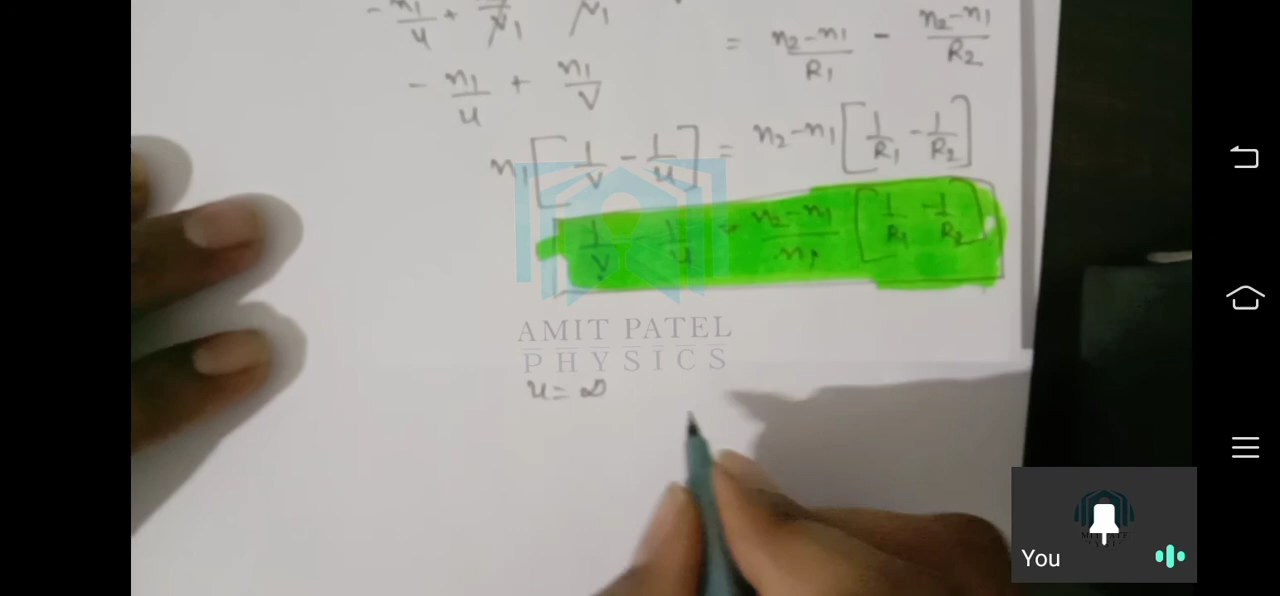 - n1/u +
= n2-n1/R1 - n2-n1/R2
- n1/u + n1/v
n1[1/v - 1/u] = n2-n1[1/R1 - 1/R2]
1/v - 1/u = n2-n1/n1 [1/R1 - 1/R2]
AMIT PATEL
PHYSICS
u = ∞
You